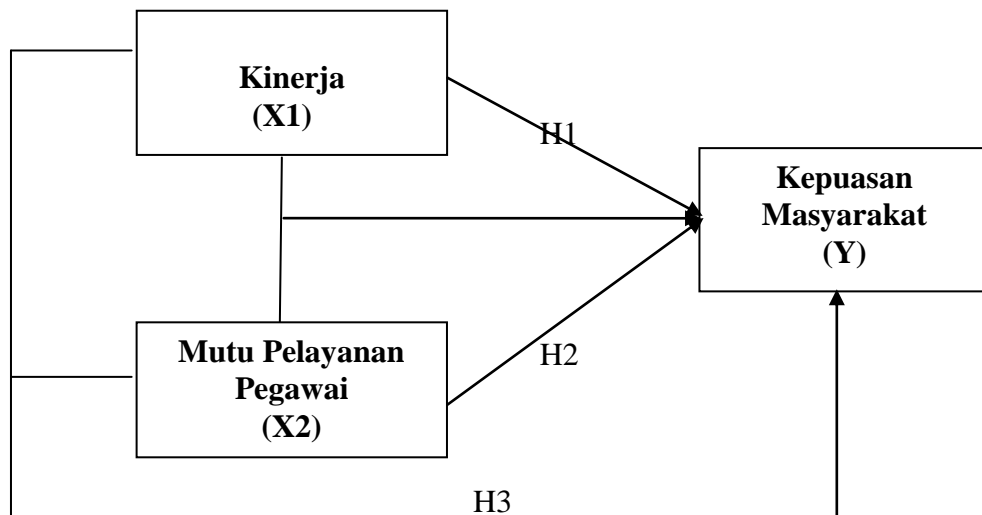 Kinerja
(X1)
H1
Kepuasan
Masyarakat
(Y)
Mutu Pelayanan
Pegawai
(X2)
H2
H3